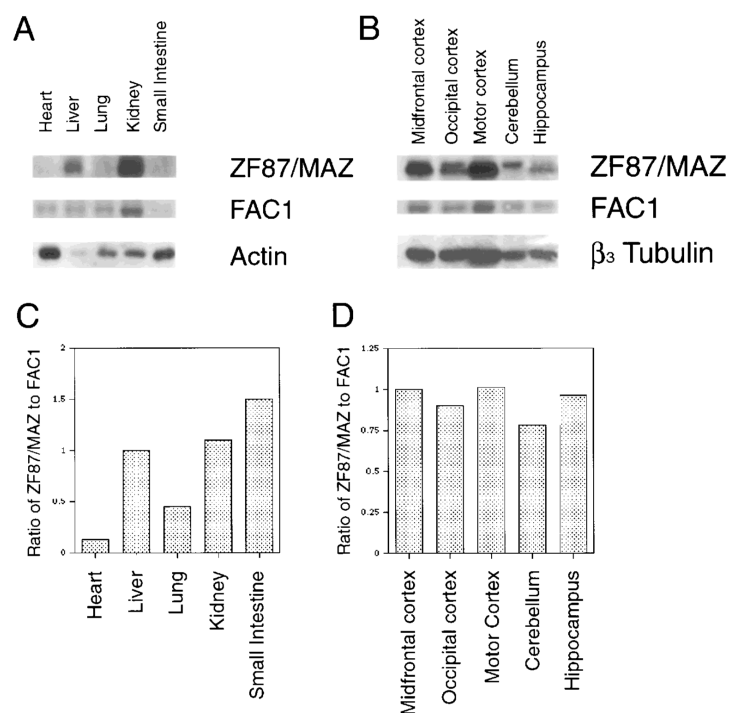 A
Heart
Liver
Lung
Kidney
Small Intestine
ZF87/MAZ
FAC1
Actin
B
Midfrontal cortex
Occipital cortex
Motor cortex
Cerebellum
Hippocampus
ZF87/MAZ
FAC1
β3 Tubulin
C
Ratio of ZF87/MAZ to FAC1
2
1.5
1
0.5
0
Heart
Liver
Lung
Kidney
Small Intestine
D
Ratio of ZF87/MAZ to FAC1
1.25
1
0.75
0.5
0.25
0
Midfrontal cortex
Occipital cortex
Motor Cortex
Cerebellum
Hippocampus